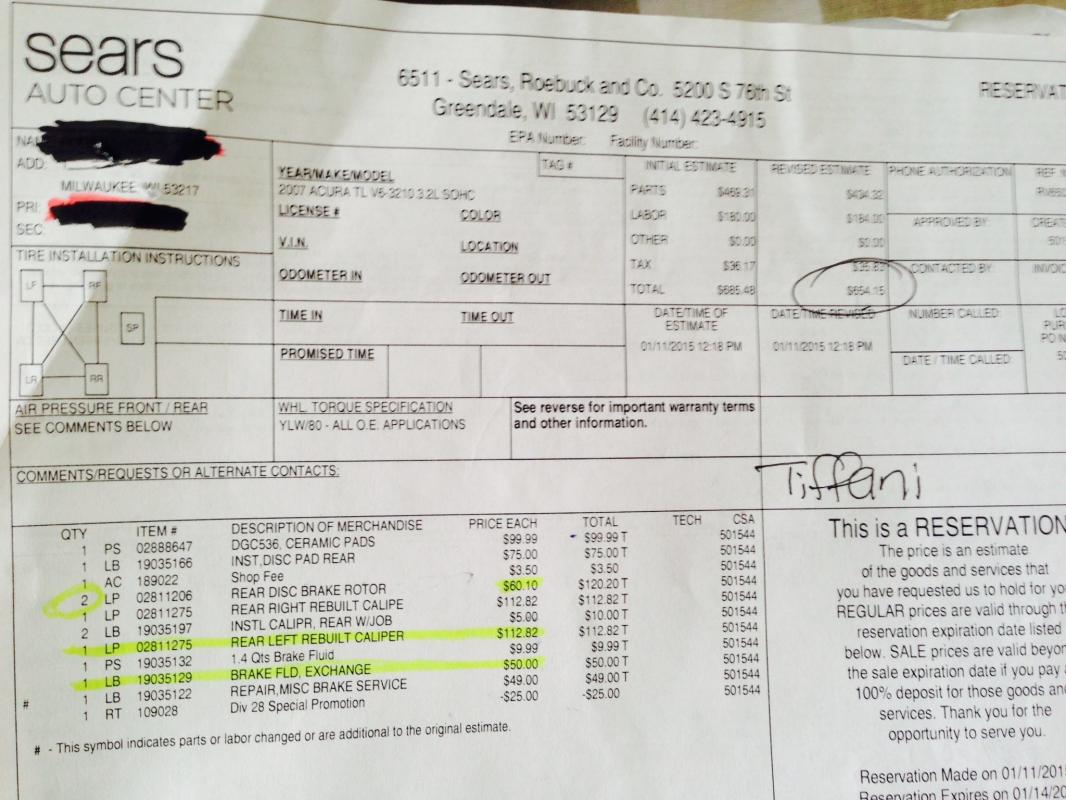 sears
AUTO CENTER
6511 - Sears, Roebuck and Co. 5200 S 76th St
Greendale, WI 53129 (414) 423-4915
RESERVAT
EPA Number: Facility Number:
NA
ADD:
MILWAUKEE WI 53217
PRI:
SEC:
YEAR/MAKE/MODEL
TAG #
2007 ACURA TL V6-3210 3.2L SOHC
LICENSE # COLOR
V.I.N. LOCATION
ODOMETER IN ODOMETER OUT
TIME IN TIME OUT
PROMISED TIME
INITIAL ESTIMATE REVISED ESTIMATE PHONE AUTHORIZATION
PARTS $469.31 $434.32
LABOR $180.00 $184.00 APPROVED BY: CREAT
OTHER $0.00 $0.00
TAX $36.17 $35.83 CONTACTED BY: INVOIC
TOTAL $685.48 $654.15
DATE/TIME OF ESTIMATE DATE/TIME REVISED NUMBER CALLED:
01/11/2015 12:18 PM 01/11/2015 12:18 PM
DATE / TIME CALLED:
TIRE INSTALLATION INSTRUCTIONS
LF RF
SP
LR RR
AIR PRESSURE FRONT / REAR
SEE COMMENTS BELOW
WHL. TORQUE SPECIFICATION
YLW/80 - ALL O.E. APPLICATIONS
See reverse for important warranty terms
and other information.
COMMENTS/REQUESTS OR ALTERNATE CONTACTS:
Tiffani
QTY ITEM # DESCRIPTION OF MERCHANDISE PRICE EACH TOTAL TECH CSA
1 PS 02888647 DGC536, CERAMIC PADS $99.99 $99.99 T 501544
1 LB 19035166 INST,DISC PAD REAR $75.00 $75.00 T 501544
1 AC 189022 Shop Fee $3.50 $3.50 501544
2 LP 02811206 REAR DISC BRAKE ROTOR $60.10 $120.20 T 501544
1 LP 02811275 REAR RIGHT REBUILT CALIPE $112.82 $112.82 T 501544
2 LB 19035197 INSTL CALIPR, REAR W/JOB $5.00 $10.00 T 501544
1 LP 02811275 REAR LEFT REBUILT CALIPER $112.82 $112.82 T 501544
1 PS 19035132 1.4 Qts Brake Fluid $9.99 $9.99 T 501544
1 LB 19035129 BRAKE FLD, EXCHANGE $50.00 $50.00 T 501544
# 1 LB 19035122 REPAIR,MISC BRAKE SERVICE $49.00 $49.00 T 501544
1 RT 109028 Div 28 Special Promotion -$25.00 -$25.00 501544
# - This symbol indicates parts or labor changed or are additional to the original estimate.
This is a RESERVATION
The price is an estimate
of the goods and services that
you have requested us to hold for yo
REGULAR prices are valid through th
reservation expiration date listed
below. SALE prices are valid beyon
the sale expiration date if you pay a
100% deposit for those goods and
services. Thank you for the
opportunity to serve you.
Reservation Made on 01/11/201
Reservation Expires on 01/14/20